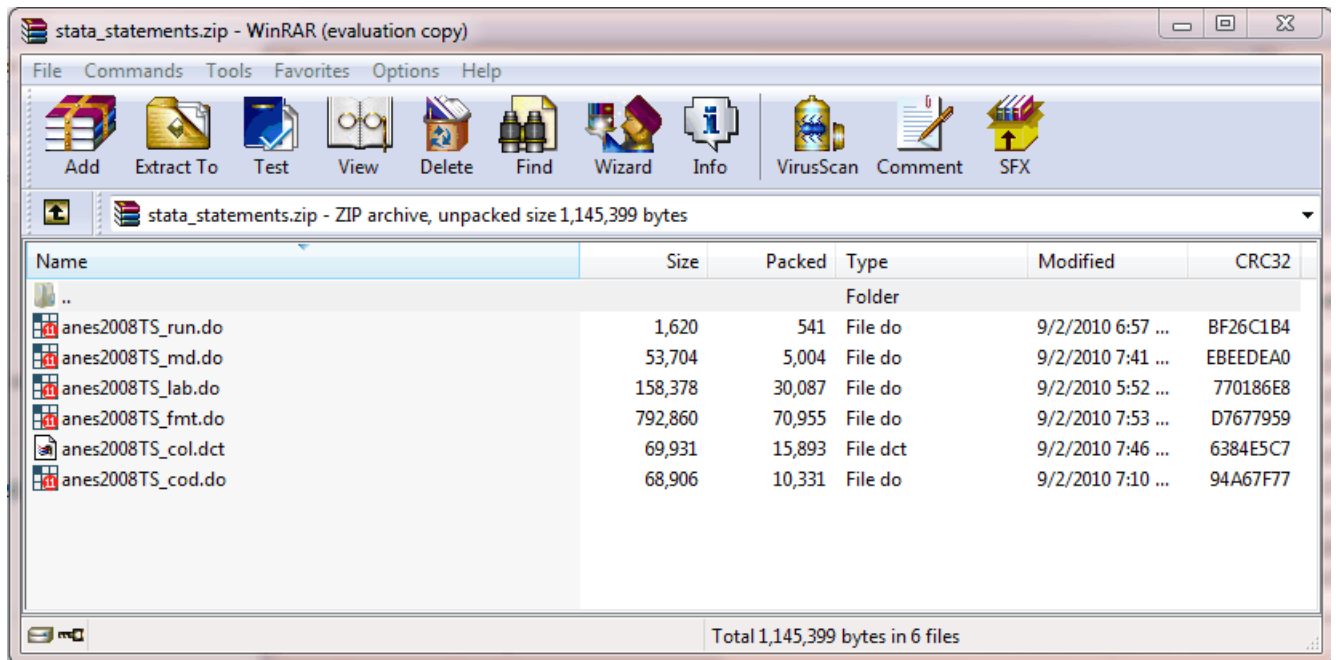 stata_statements.zip - WinRAR (evaluation copy)
File Commands Tools Favorites Options Help
Add Extract To Test View Delete Find Wizard Info VirusScan Comment SFX
stata_statements.zip - ZIP archive, unpacked size 1,145,399 bytes
Name Size Packed Type Modified CRC32
.. Folder
anes2008TS_run.do 1,620 541 File do 9/2/2010 6:57 ... BF26C1B4
anes2008TS_md.do 53,704 5,004 File do 9/2/2010 7:41 ... EBEEDEA0
anes2008TS_lab.do 158,378 30,087 File do 9/2/2010 5:52 ... 770186E8
anes2008TS_fmt.do 792,860 70,955 File do 9/2/2010 7:53 ... D7677959
anes2008TS_col.dct 69,931 15,893 File dct 9/2/2010 7:46 ... 6384E5C7
anes2008TS_cod.do 68,906 10,331 File do 9/2/2010 7:10 ... 94A67F77
Total 1,145,399 bytes in 6 files